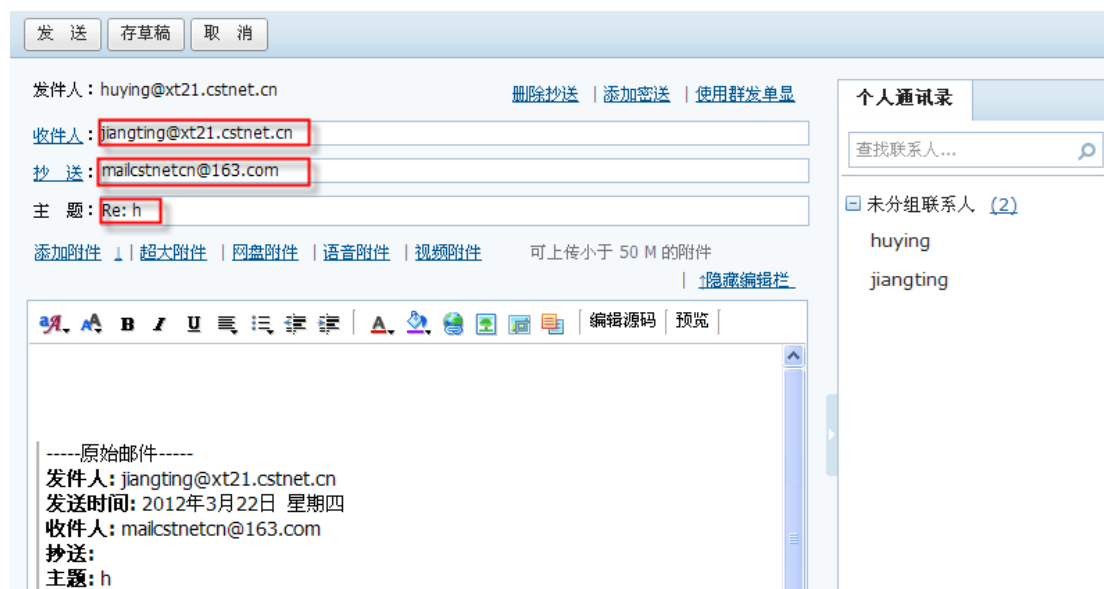 发 送 存草稿 取 消
发件人：huying@xt21.cstnet.cn 删除抄送 | 添加密送 | 使用群发单显
收件人：jiangting@xt21.cstnet.cn
抄 送：mailcstnetcn@163.com
主 题：Re: h
添加附件 ↓ | 超大附件 | 网盘附件 | 语音附件 | 视频附件 可上传小于 50 M 的附件
| ↑隐藏编辑栏
B I U A 编辑源码 预览
-----原始邮件-----
发件人: jiangting@xt21.cstnet.cn
发送时间: 2012年3月22日 星期四
收件人: mailcstnetcn@163.com
抄送:
主题: h
个人通讯录
查找联系人...
未分组联系人 (2)
huying
jiangting